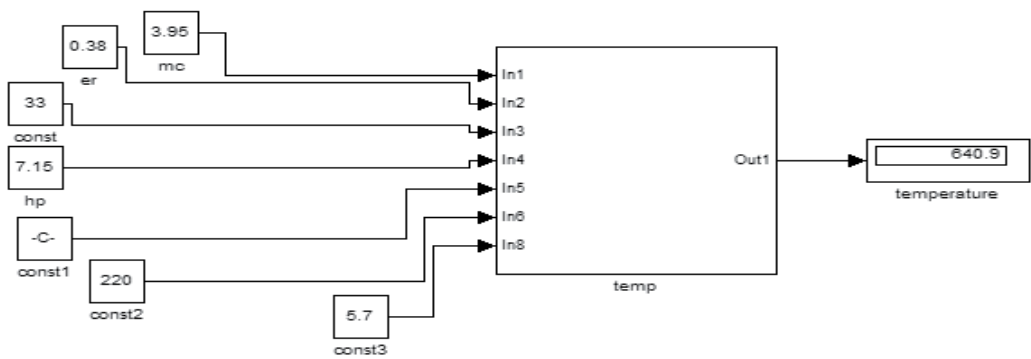 3.95
mc
0.38
er
33
const
7.15
hp
-C-
const1
220
const2
5.7
const3
In1
In2
In3
In4
In5
In6
In8
Out1
temp
640.9
temperature